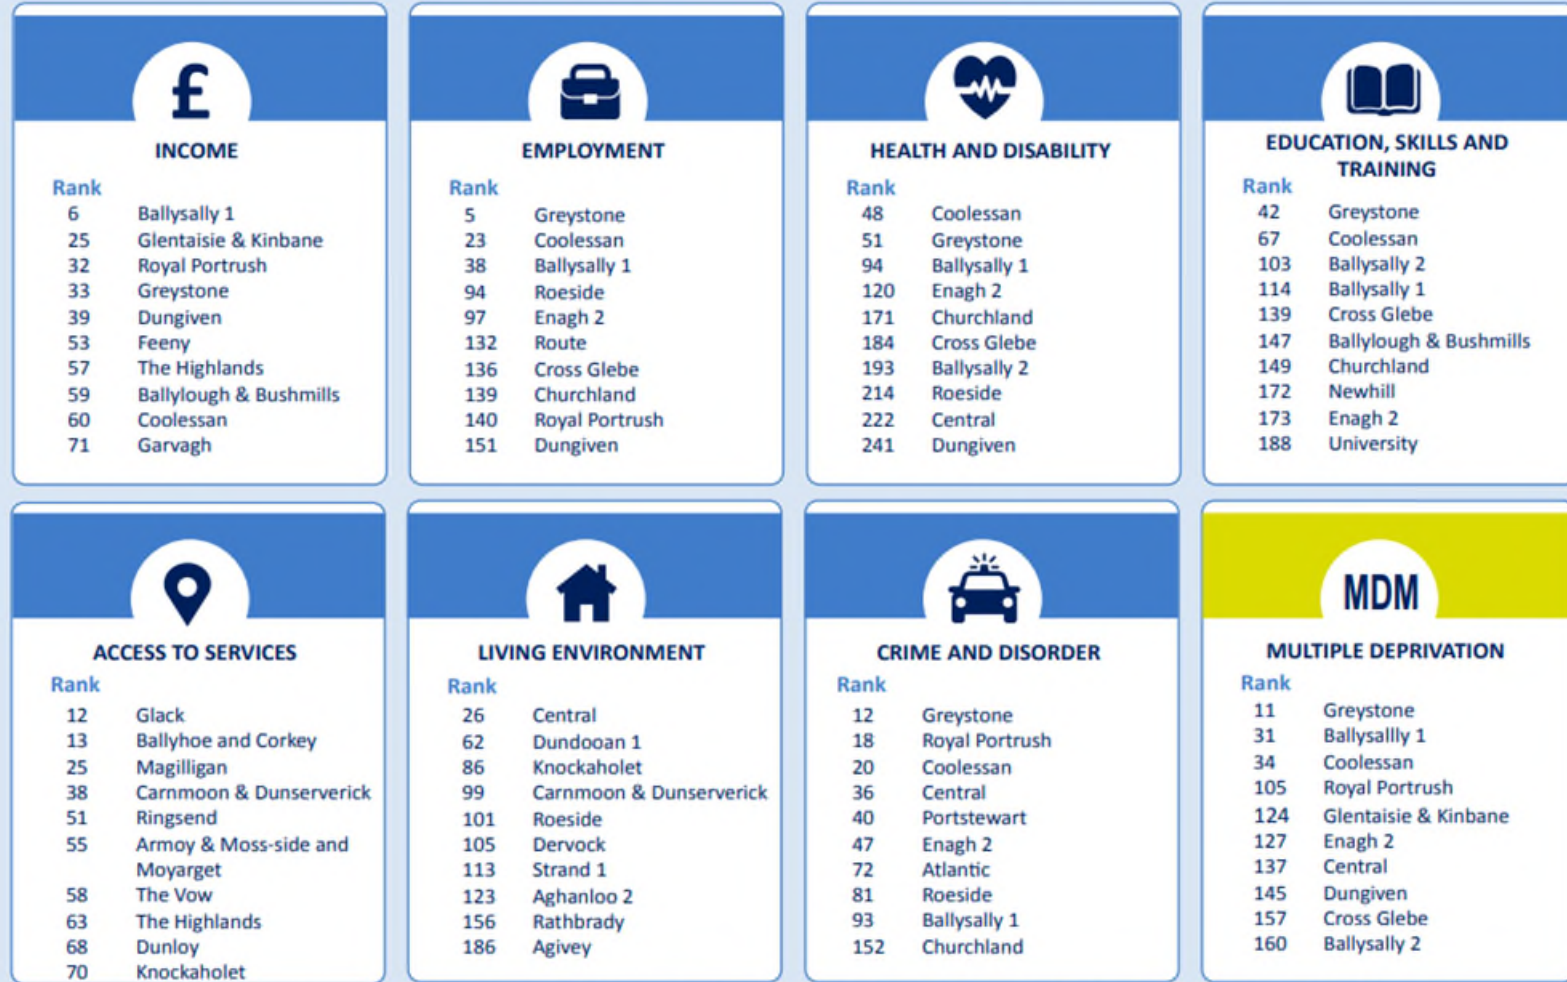 £
INCOME
Rank
6 Ballysally 1
25 Glentaisie & Kinbane
32 Royal Portrush
33 Greystone
39 Dungiven
53 Feeny
57 The Highlands
59 Ballylough & Bushmills
60 Coolessan
71 Garvagh
EMPLOYMENT
Rank
5 Greystone
23 Coolessan
38 Ballysally 1
94 Roeside
97 Enagh 2
132 Route
136 Cross Glebe
139 Churchland
140 Royal Portrush
151 Dungiven
HEALTH AND DISABILITY
Rank
48 Coolessan
51 Greystone
94 Ballysally 1
120 Enagh 2
171 Churchland
184 Cross Glebe
193 Ballysally 2
214 Roeside
222 Central
241 Dungiven
EDUCATION, SKILLS AND
TRAINING
Rank
42 Greystone
67 Coolessan
103 Ballysally 2
114 Ballysally 1
139 Cross Glebe
147 Ballylough & Bushmills
149 Churchland
172 Newhill
173 Enagh 2
188 University
ACCESS TO SERVICES
Rank
12 Glack
13 Ballyhoe and Corkey
25 Magilligan
38 Carnmoon & Dunserverick
51 Ringsend
55 Armoy & Moss-side and
Moyarget
58 The Vow
63 The Highlands
68 Dunloy
70 Knockaholet
LIVING ENVIRONMENT
Rank
26 Central
62 Dundooan 1
86 Knockaholet
99 Carnmoon & Dunserverick
101 Roeside
105 Dervock
113 Strand 1
123 Aghanloo 2
156 Rathbrady
186 Agivey
CRIME AND DISORDER
Rank
12 Greystone
18 Royal Portrush
20 Coolessan
36 Central
40 Portstewart
47 Enagh 2
72 Atlantic
81 Roeside
93 Ballysally 1
152 Churchland
MDM
MULTIPLE DEPRIVATION
Rank
11 Greystone
31 Ballysallly 1
34 Coolessan
105 Royal Portrush
124 Glentaisie & Kinbane
127 Enagh 2
137 Central
145 Dungiven
157 Cross Glebe
160 Ballysally 2